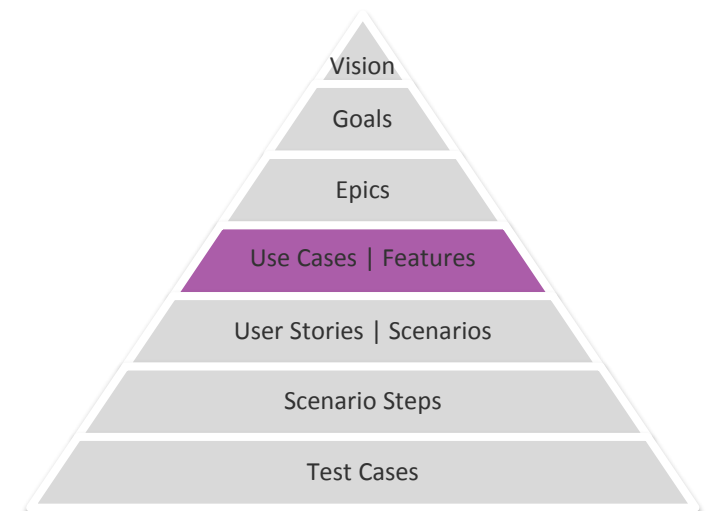 Vision
Goals
Epics
Use Cases | Features
User Stories | Scenarios
Scenario Steps
Test Cases